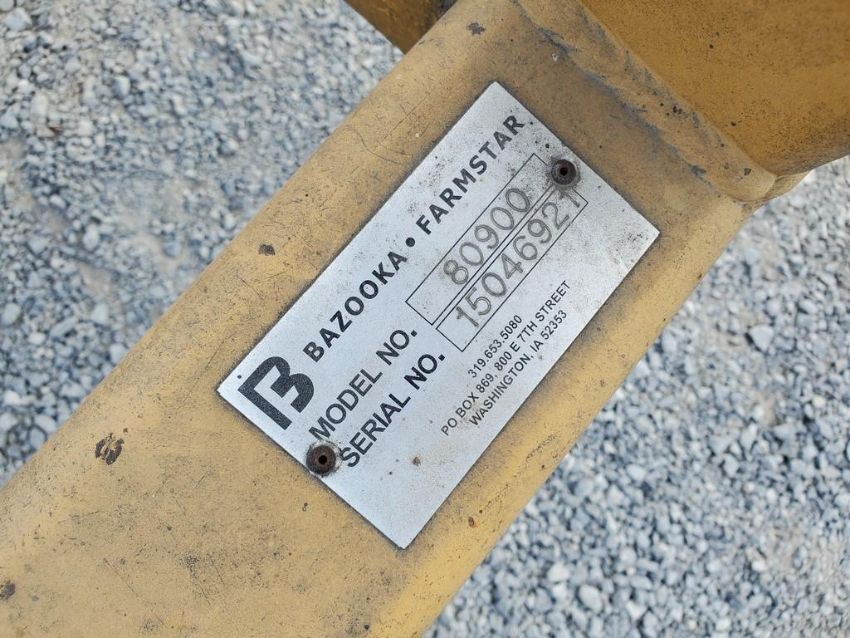 B BAZOOKA • FARMSTAR
MODEL NO. 80900
SERIAL NO. 15046921
319.653.5080
PO BOX 869, 800 E 7TH STREET
WASHINGTON, IA 52353